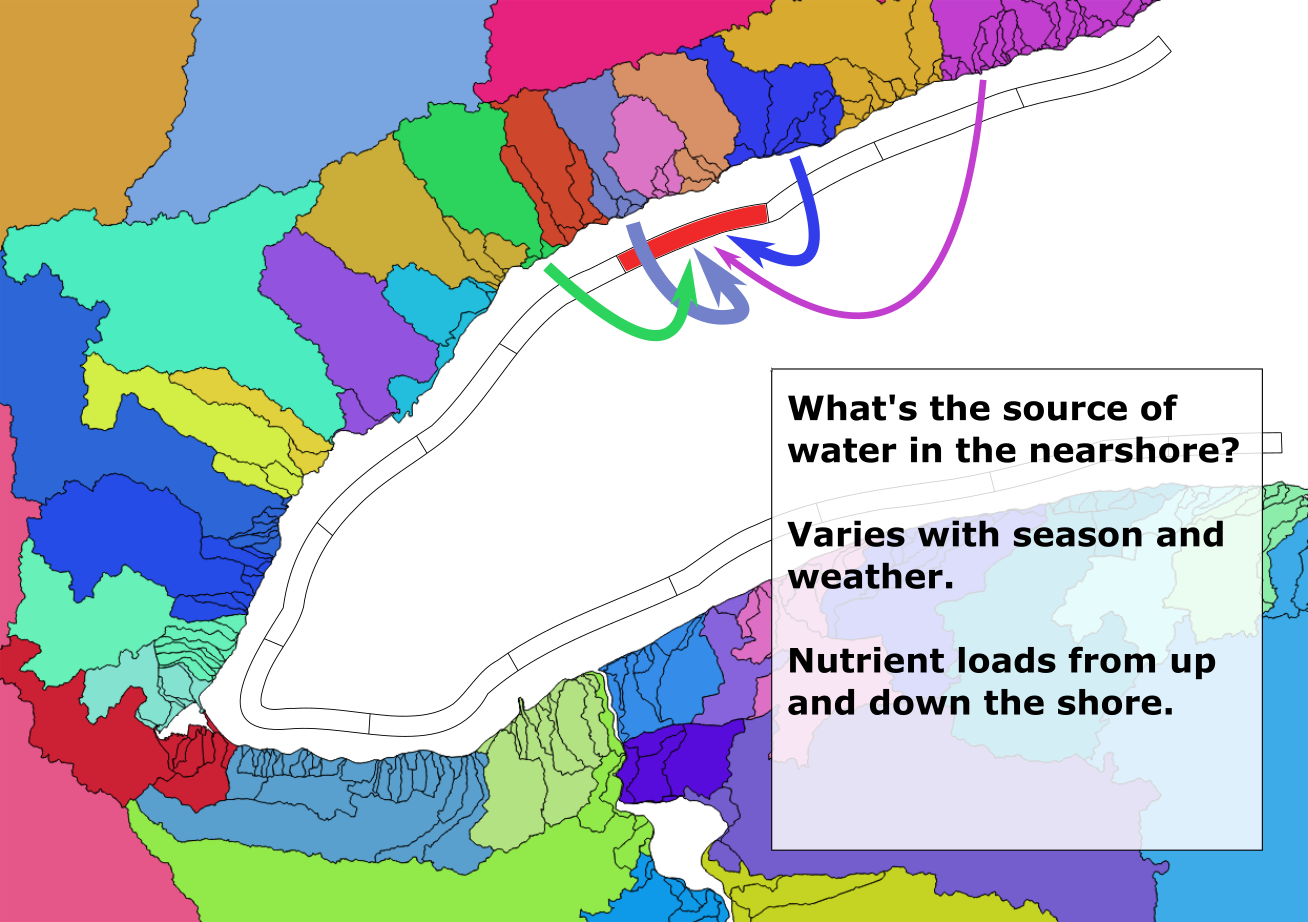 What's the source of
water in the nearshore?
Varies with season and
weather.
Nutrient loads from up
and down the shore.